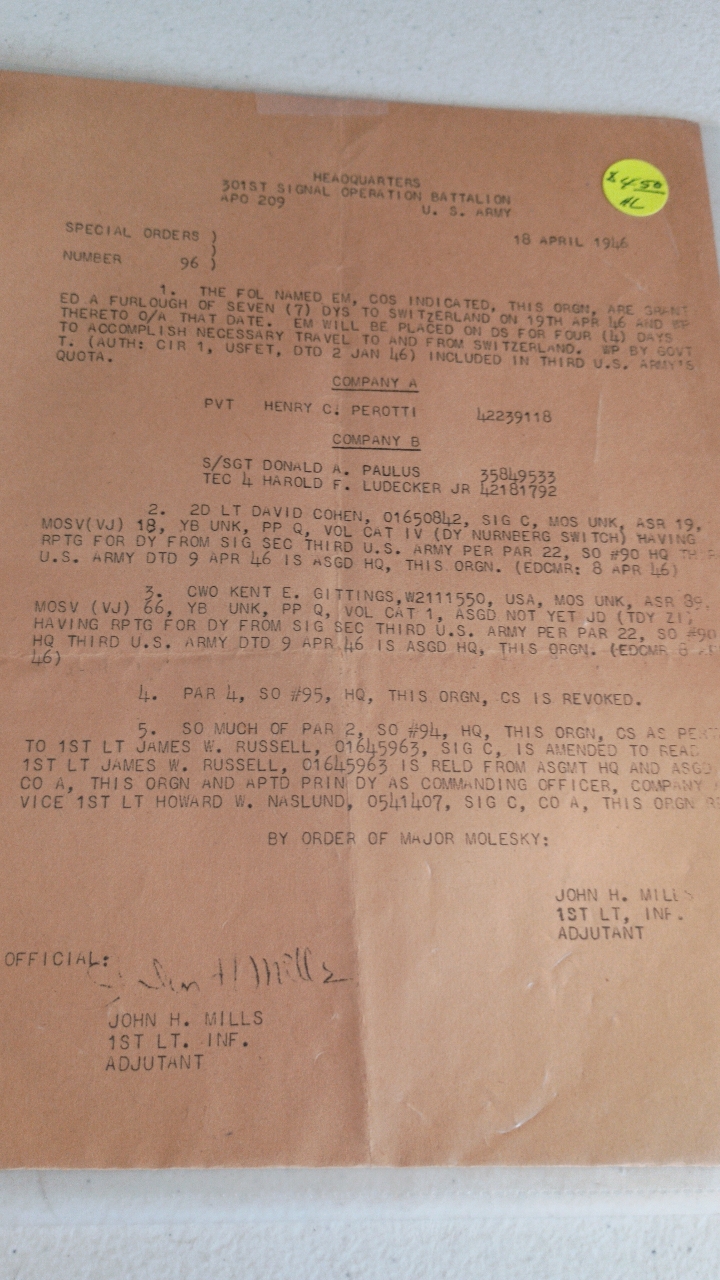 HEADQUARTERS
301ST SIGNAL OPERATION BATTALION
APO 209 U. S. ARMY
$4.50
HL
18 APRIL 1946
SPECIAL ORDERS )
)
NUMBER 96 )
1. THE FOL NAMED EM, COS INDICATED, THIS ORGN, ARE GRANT
ED A FURLOUGH OF SEVEN (7) DYS TO SWITZERLAND ON 19TH APR 46 AND WP
THERETO O/A THAT DATE. EM WILL BE PLACED ON DS FOR FOUR (4) DAYS
TO ACCOMPLISH NECESSARY TRAVEL TO AND FROM SWITZERLAND. WP BY GOVT
T. (AUTH: CIR 1, USFET, DTD 2 JAN 46) INCLUDED IN THIRD U.S. ARMY'S
QUOTA.
COMPANY A
PVT HENRY C. PEROTTI 42239118
COMPANY B
S/SGT DONALD A. PAULUS 35849533
TEC 4 HAROLD F. LUDECKER JR 42181792
2. 2D LT DAVID COHEN, 01650842, SIG C, MOS UNK, ASR 19,
MOSV(VJ) 18, YB UNK, PP Q, VOL CAT IV (DY NURNBERG SWITCH) HAVING
RPTG FOR DY FROM SIG SEC THIRD U.S. ARMY PER PAR 22, SO #90 HQ
U.S. ARMY DTD 9 APR 46 IS ASGD HQ, THIS ORGN. (EDCMR: 8 APR 46)
3. CWO KENT E. GITTINGS,W2111550, USA, MOS UNK, ASR 39,
MOSV (VJ) 66, YB UNK, PP Q, VOL CAT 1, ASGD NOT YET JD (TDY ZI)
HAVING RPTG FOR DY FROM SIG SEC THIRD U.S. ARMY PER PAR 22, SO #90
HQ THIRD U.S. ARMY DTD 9 APR 46 IS ASGD HQ, THIS ORGN. (EDCMR 8
46)
4. PAR 4, SO #95, HQ, THIS ORGN, CS IS REVOKED.
5. SO MUCH OF PAR 2, SO #94, HQ, THIS ORGN, CS AS
TO 1ST LT JAMES W. RUSSELL, 01645963, SIG C, IS AMENDED TO READ
1ST LT JAMES W. RUSSELL, 01645963 IS RELD FROM ASGMT HQ AND ASGD
CO A, THIS ORGN AND APTD PRIN DY AS COMMANDING OFFICER, COMPANY
VICE 1ST LT HOWARD W. NASLUND, 0541407, SIG C, CO A, THIS ORGN
BY ORDER OF MAJOR MOLESKY:
JOHN H. MILLS
1ST LT, INF.
ADJUTANT
OFFICIAL:
John H Mills
JOHN H. MILLS
1ST LT. INF.
ADJUTANT